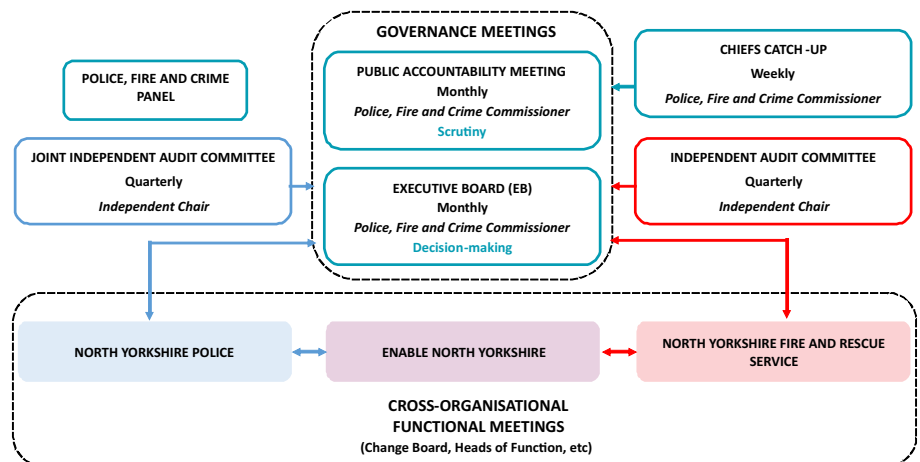 GOVERNANCE MEETINGS
PUBLIC ACCOUNTABILITY MEETING
Monthly
Police, Fire and Crime Commissioner
Scrutiny
CHIEFS CATCH -UP
Weekly
Police, Fire and Crime Commissioner
POLICE, FIRE AND CRIME
PANEL
JOINT INDEPENDENT AUDIT COMMITTEE
Quarterly
Independent Chair
EXECUTIVE BOARD (EB)
Monthly
Police, Fire and Crime Commissioner
Decision-making
INDEPENDENT AUDIT COMMITTEE
Quarterly
Independent Chair
NORTH YORKSHIRE POLICE
ENABLE NORTH YORKSHIRE
NORTH YORKSHIRE FIRE AND RESCUE
SERVICE
CROSS-ORGANISATIONAL
FUNCTIONAL MEETINGS
(Change Board, Heads of Function, etc)